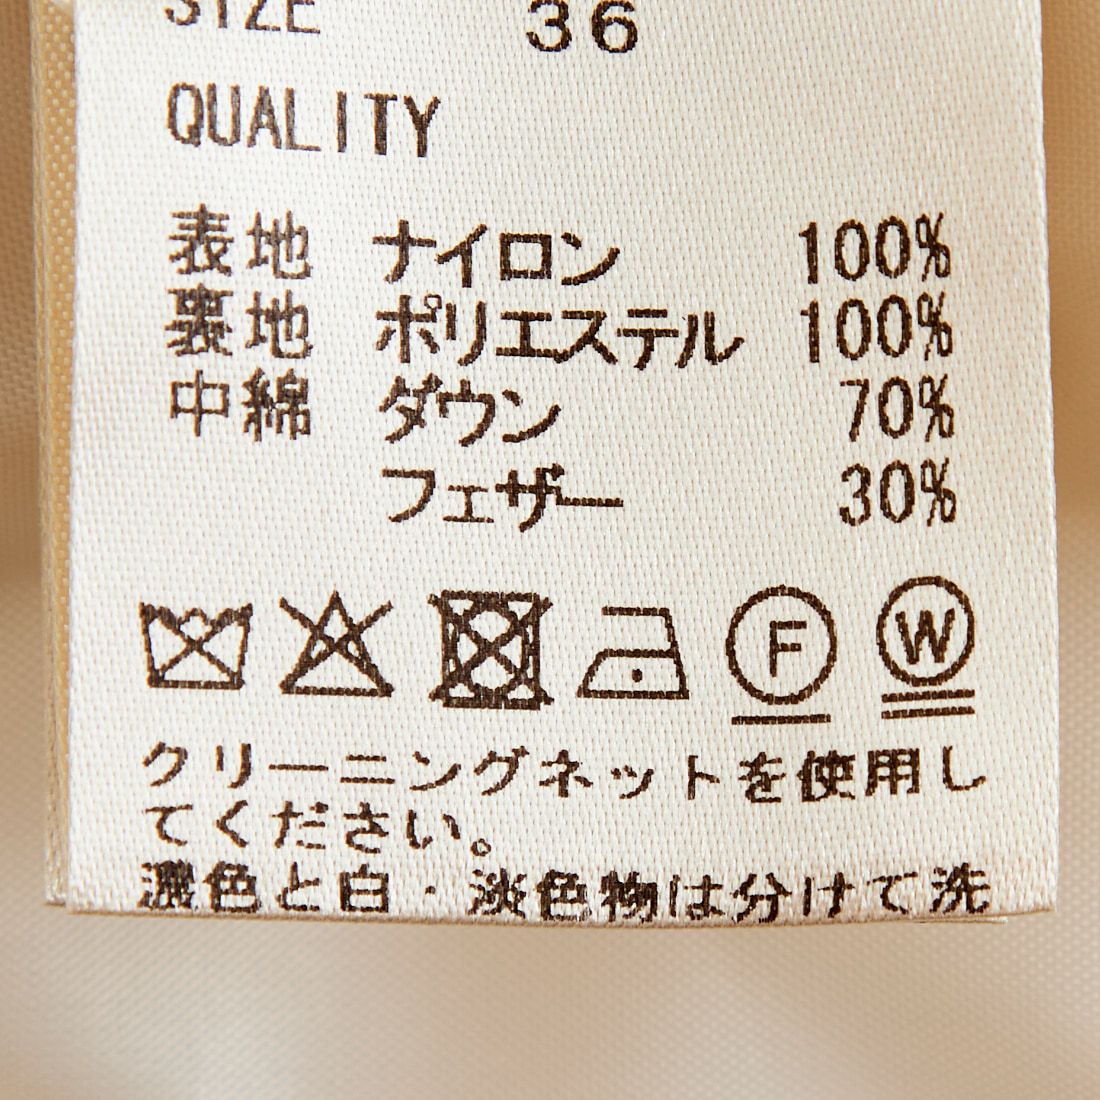 SIZE 36
QUALITY
表地 ナイロン 100%
裏地 ポリエステル 100%
中綿 ダウン 70%
フェザー 30%
F W
クリーニングネットを使用し
てください。
濃色と白・淡色物は分けて洗